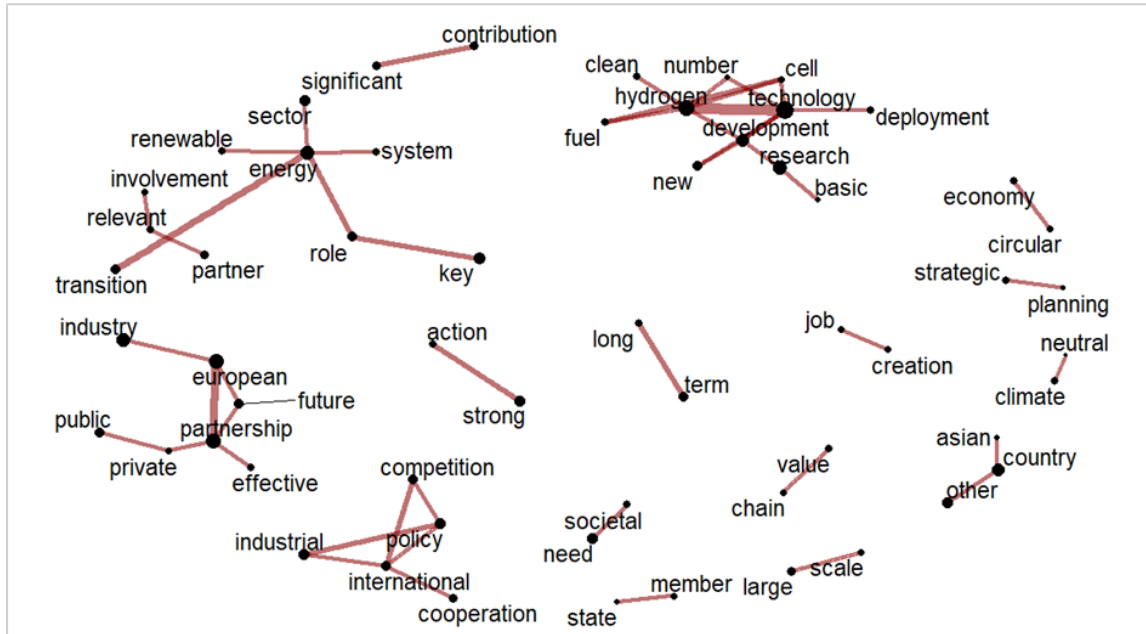 contribution
significant
clean
number
cell
hydrogen
technology
sector
fuel
development
deployment
renewable
energy
system
research
involvement
new
basic
relevant
economy
role
partner
key
circular
transition
strategic
planning
industry
action
long
job
neutral
european
creation
term
climate
future
strong
public
partnership
asian
private
effective
competition
value
country
other
chain
industrial
policy
societal
need
international
member
large
scale
cooperation
state